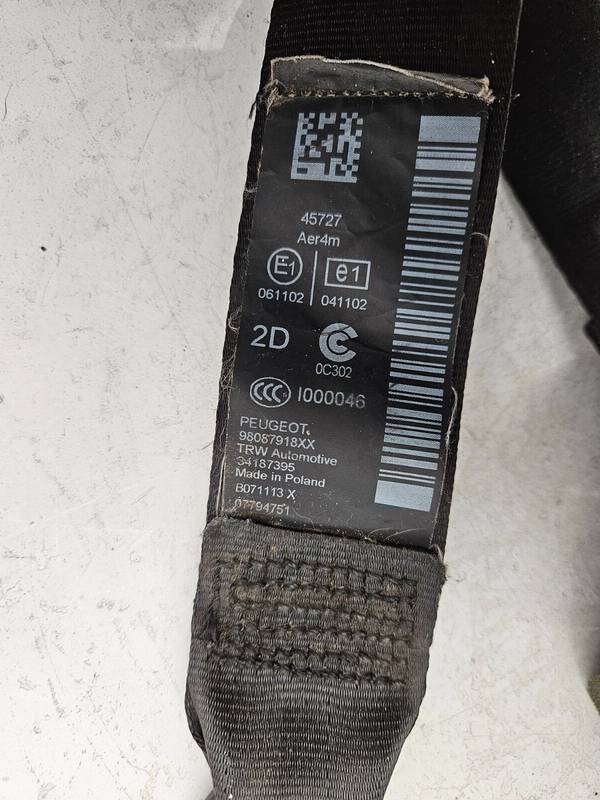 45727
Aer4m
E1 e1
061102 041102
2D
0C302
CCC I000046
PEUGEOT.
98087918XX
TRW Automotive
34187395
Made in Poland
B071113 X
07794751